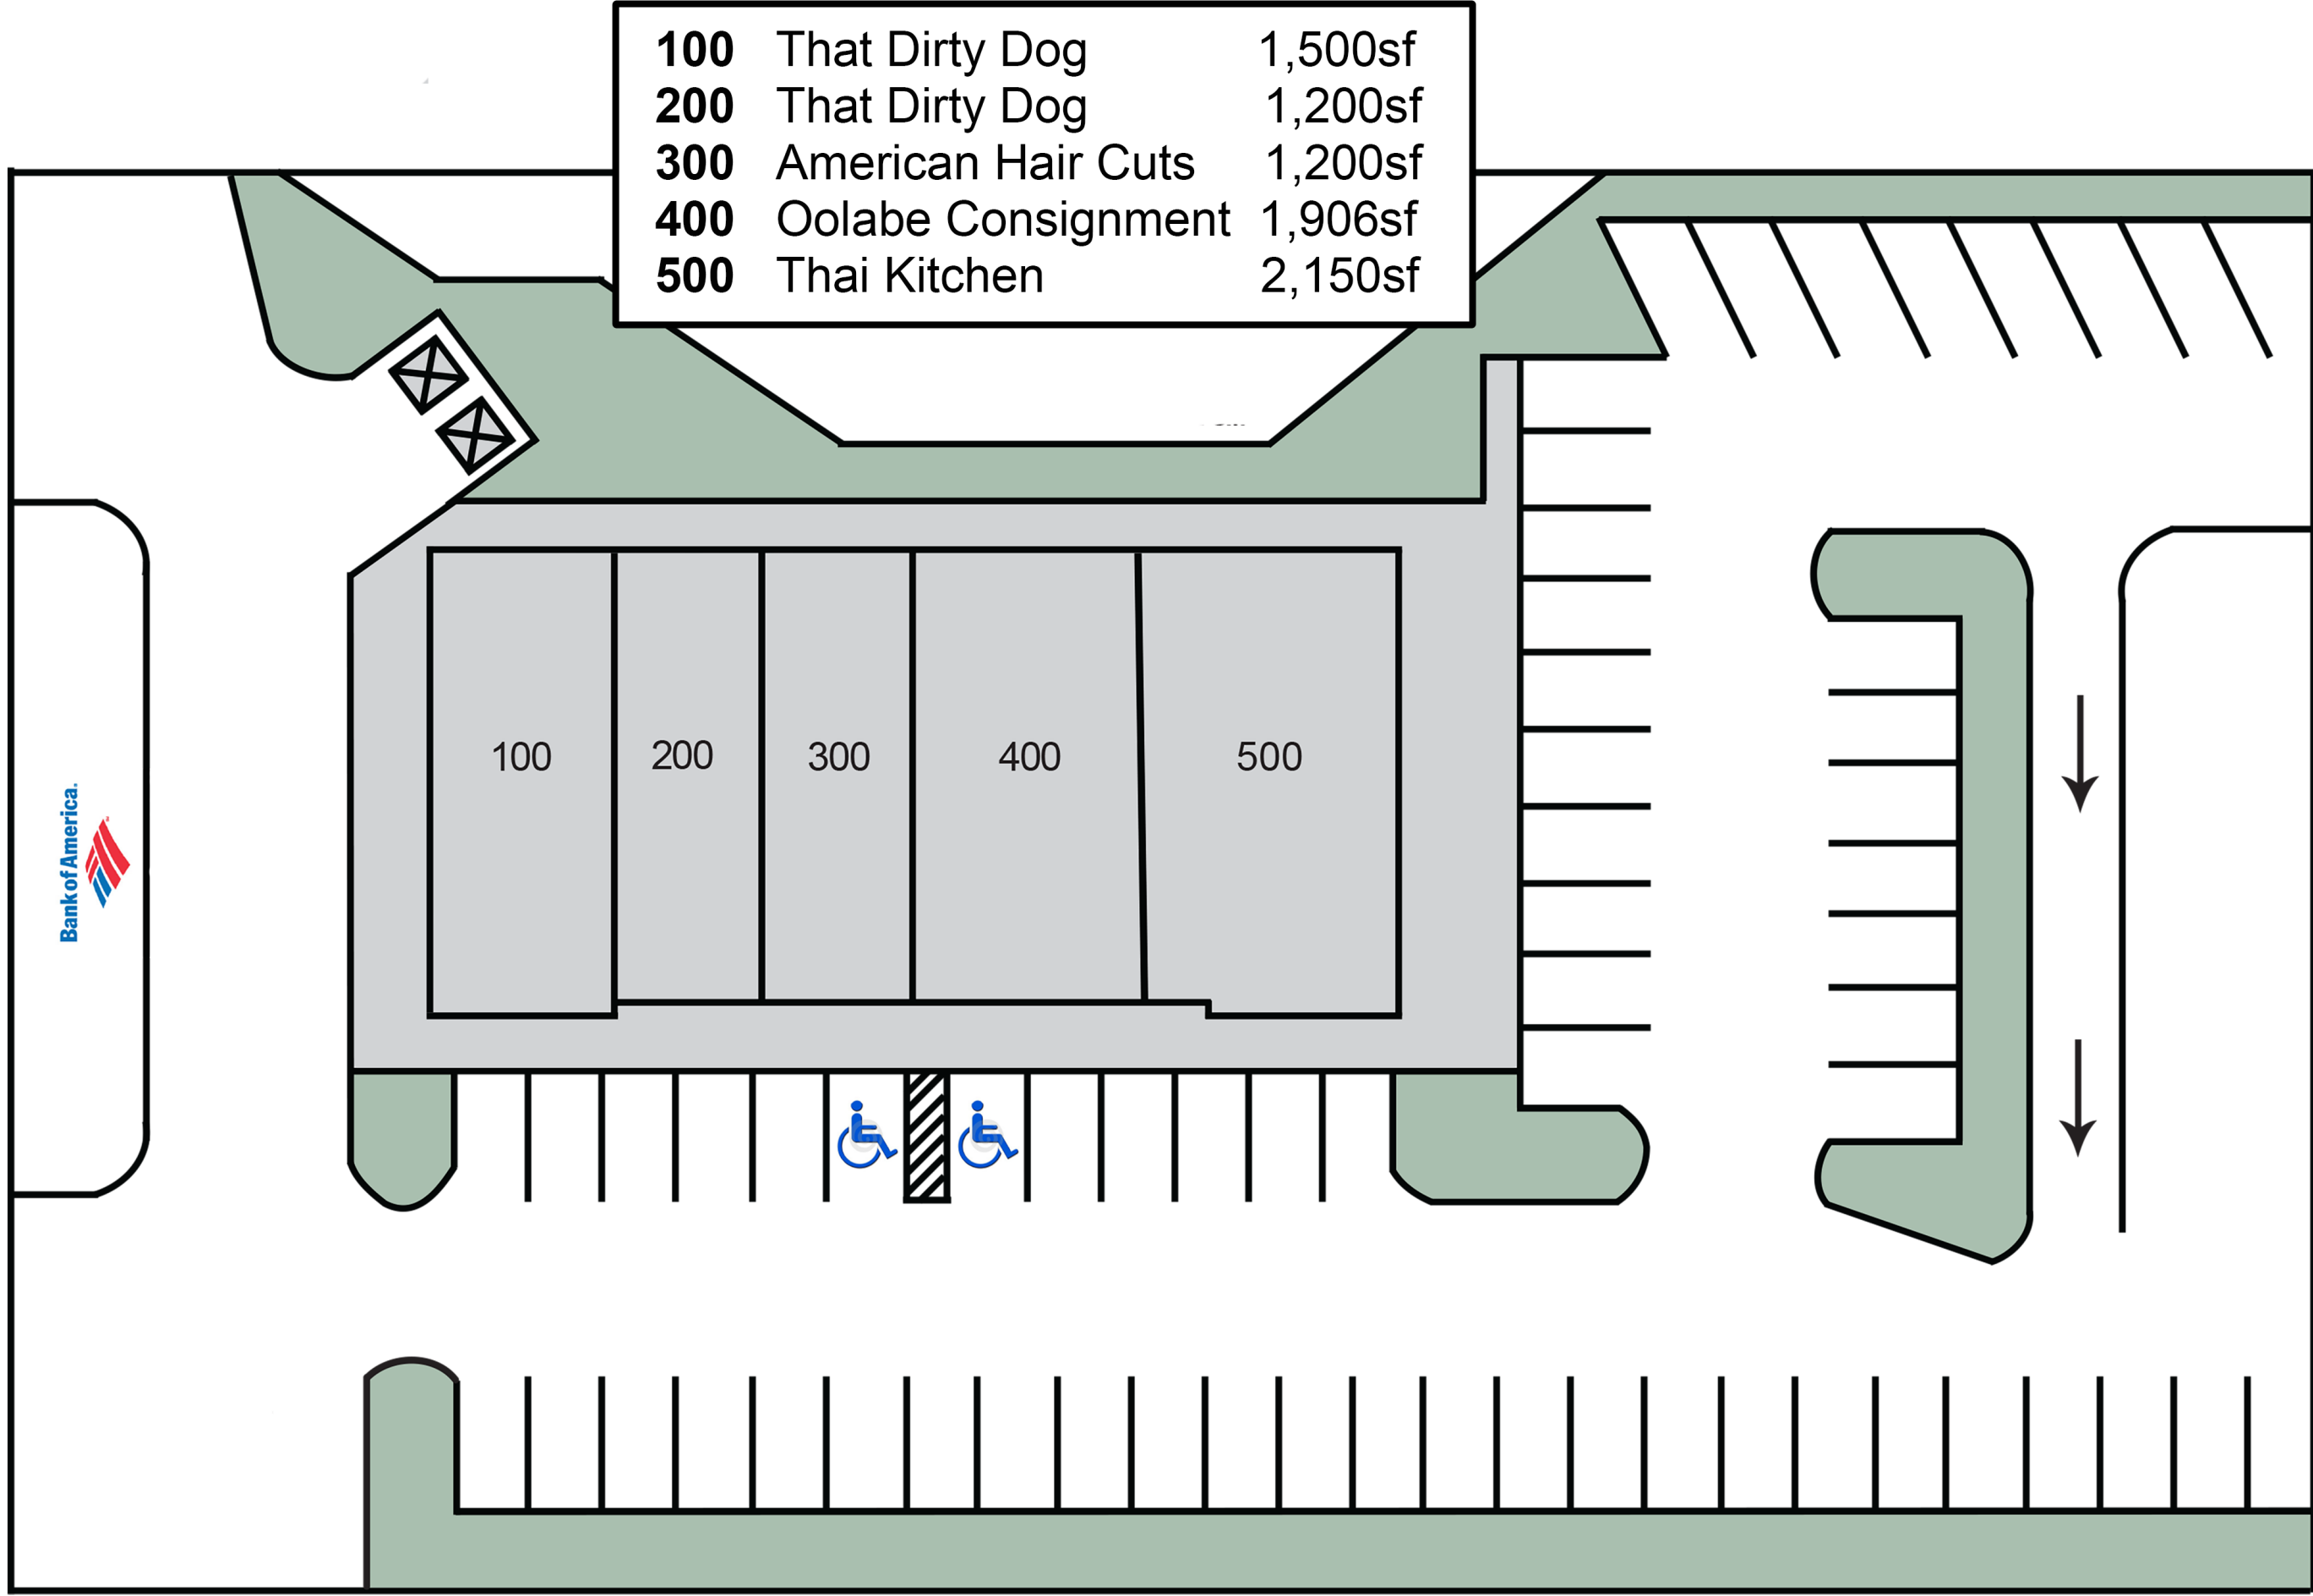 100 That Dirty Dog 1,500sf
200 That Dirty Dog 1,200sf
300 American Hair Cuts 1,200sf
400 Oolabe Consignment 1,906sf
500 Thai Kitchen 2,150sf
100 200 300 400 500
Bank of America.